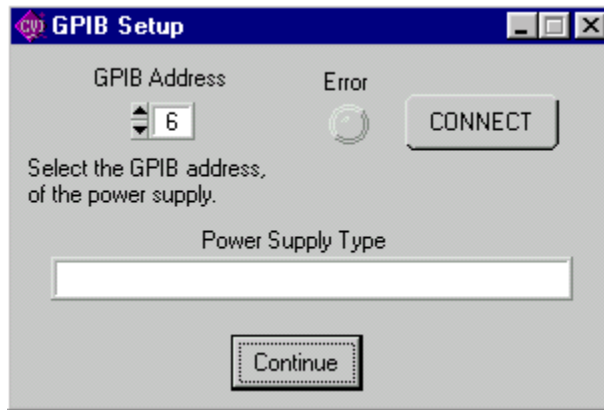 CVI GPIB Setup
GPIB Address
Error
6
CONNECT
Select the GPIB address,
of the power supply.
Power Supply Type
Continue